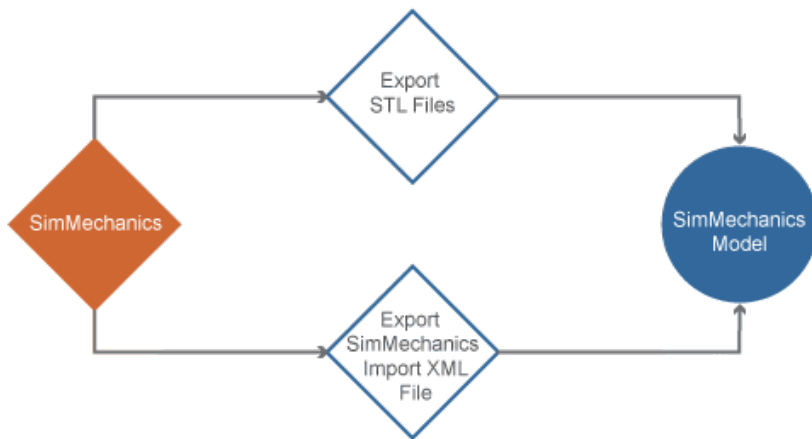 Export
STL Files
SimMechanics
SimMechanics
Model
Export
SimMechanics
Import XML
File